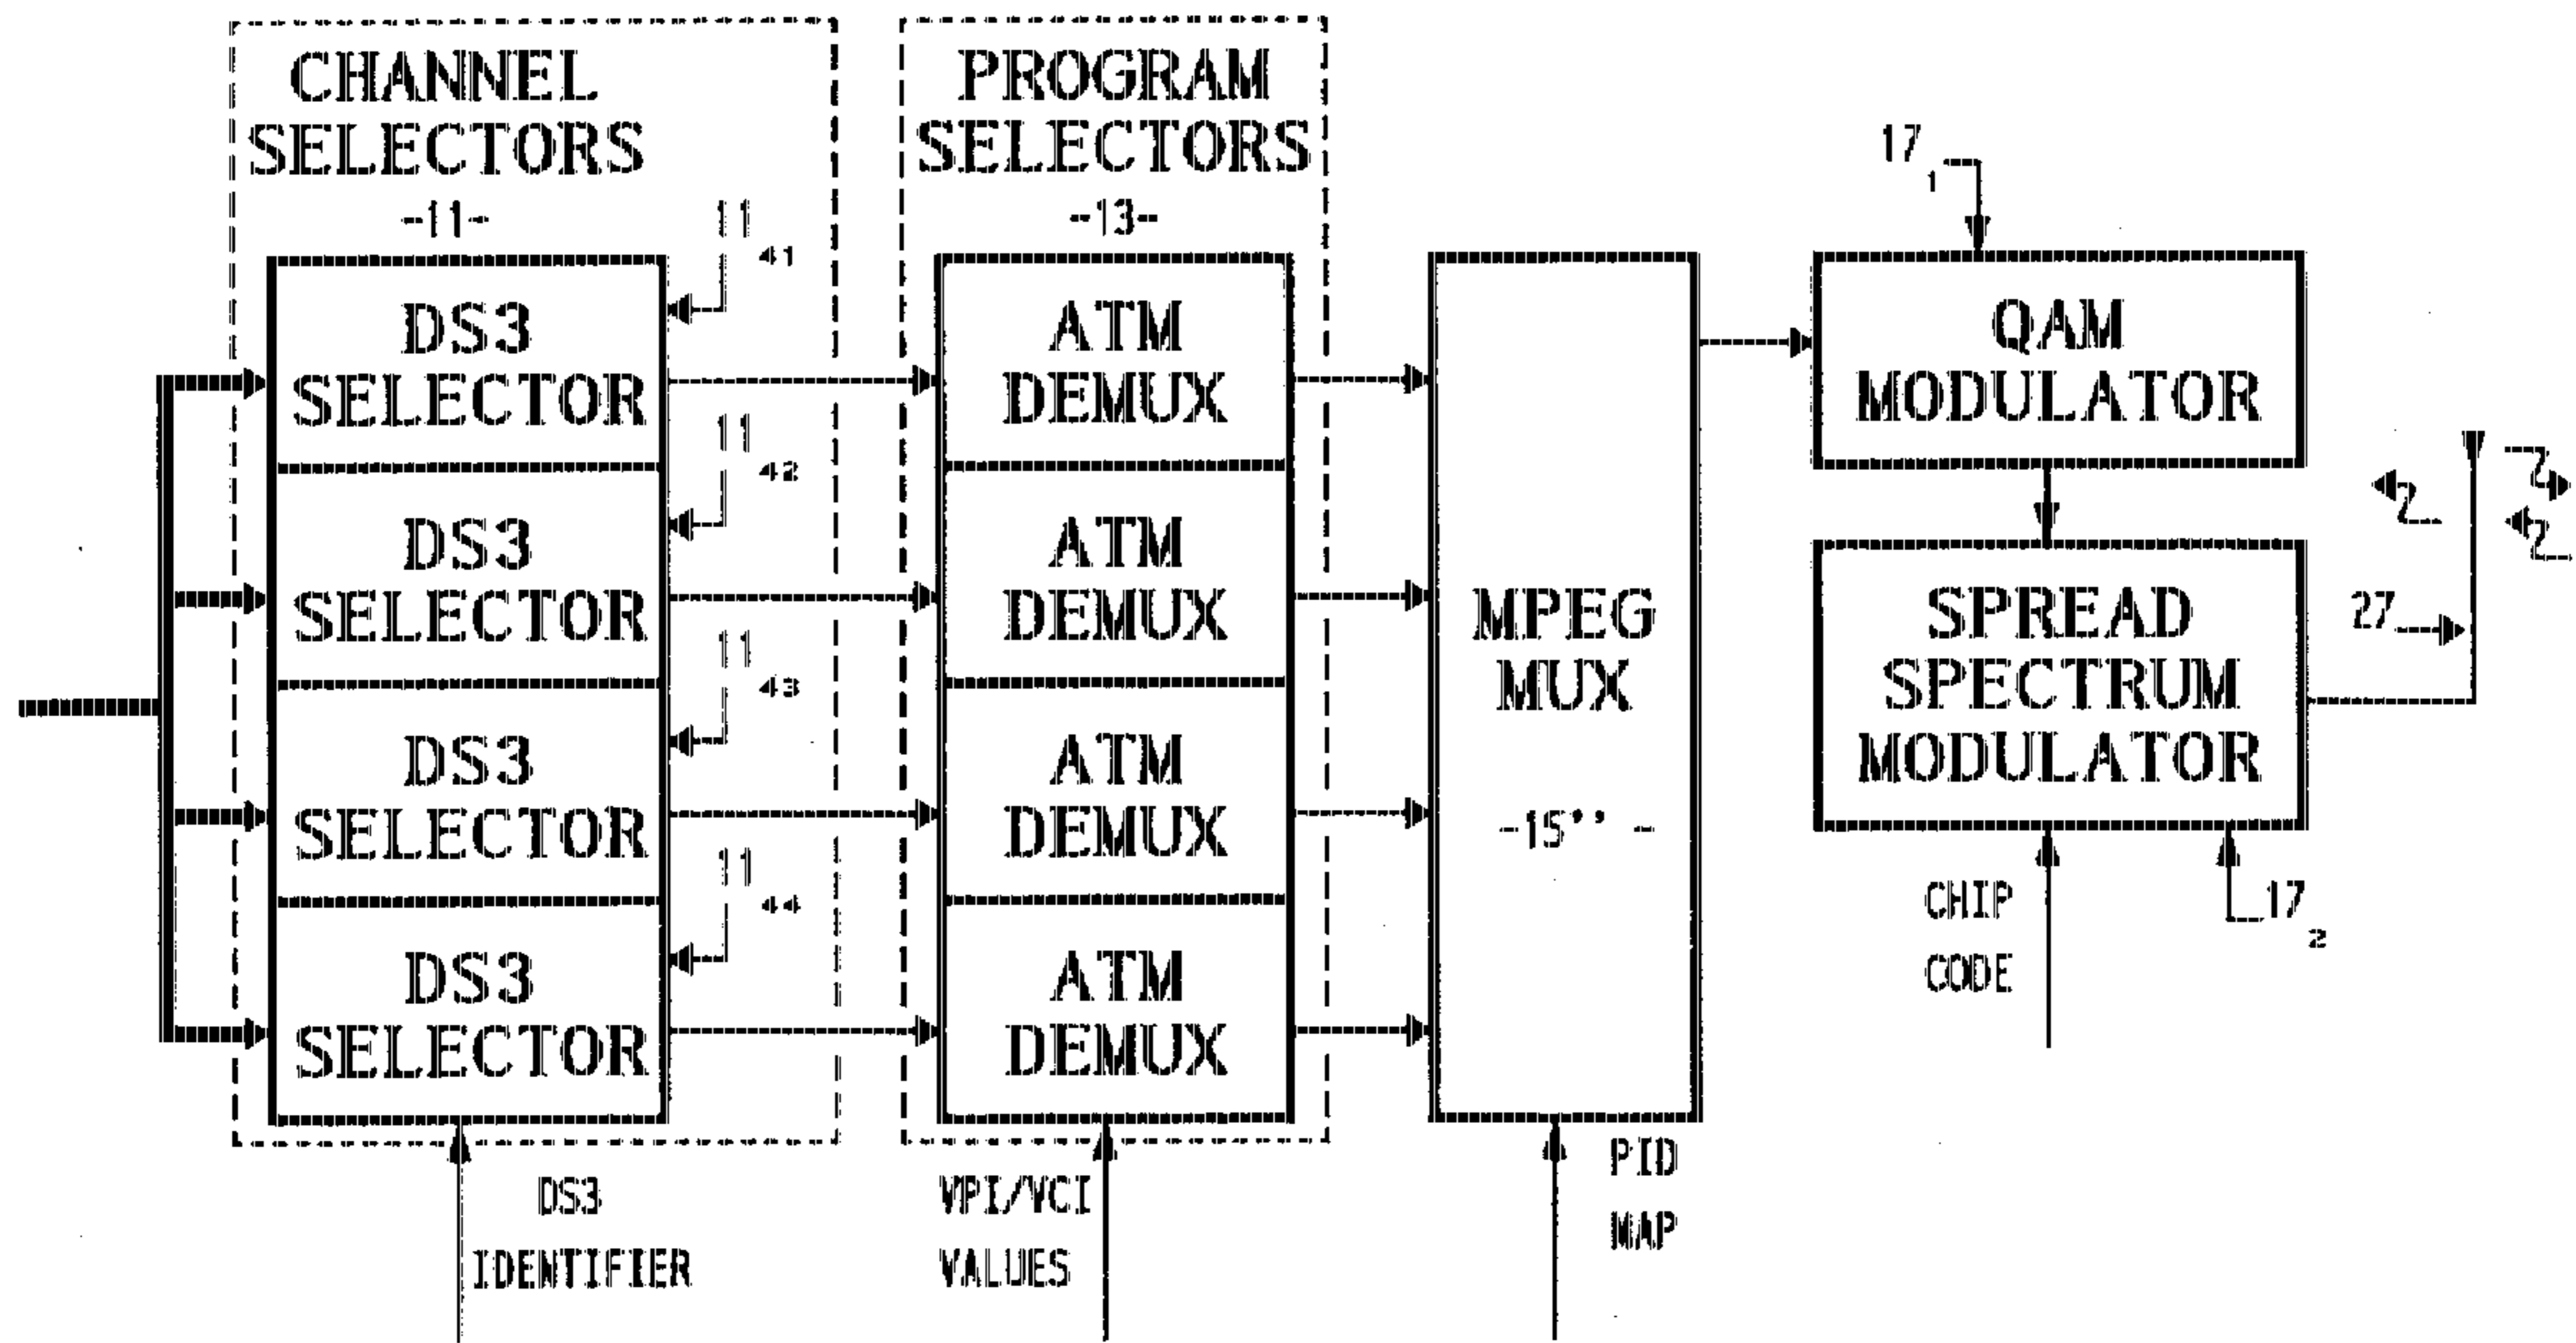 CHANNEL
SELECTORS
-11-
PROGRAM
SELECTORS
-13-
11
41
DS3
SELECTOR
11
42
DS3
SELECTOR
11
43
DS3
SELECTOR
11
44
DS3
SELECTOR
ATM
DEMUX
ATM
DEMUX
ATM
DEMUX
ATM
DEMUX
MPEG
MUX
-15’’ -
17
1
QAM
MODULATOR
SPREAD
SPECTRUM
MODULATOR
27
CHIP
CODE
17
2
DS3
IDENTIFIER
VPI/VCI
VALUES
PID
MAP